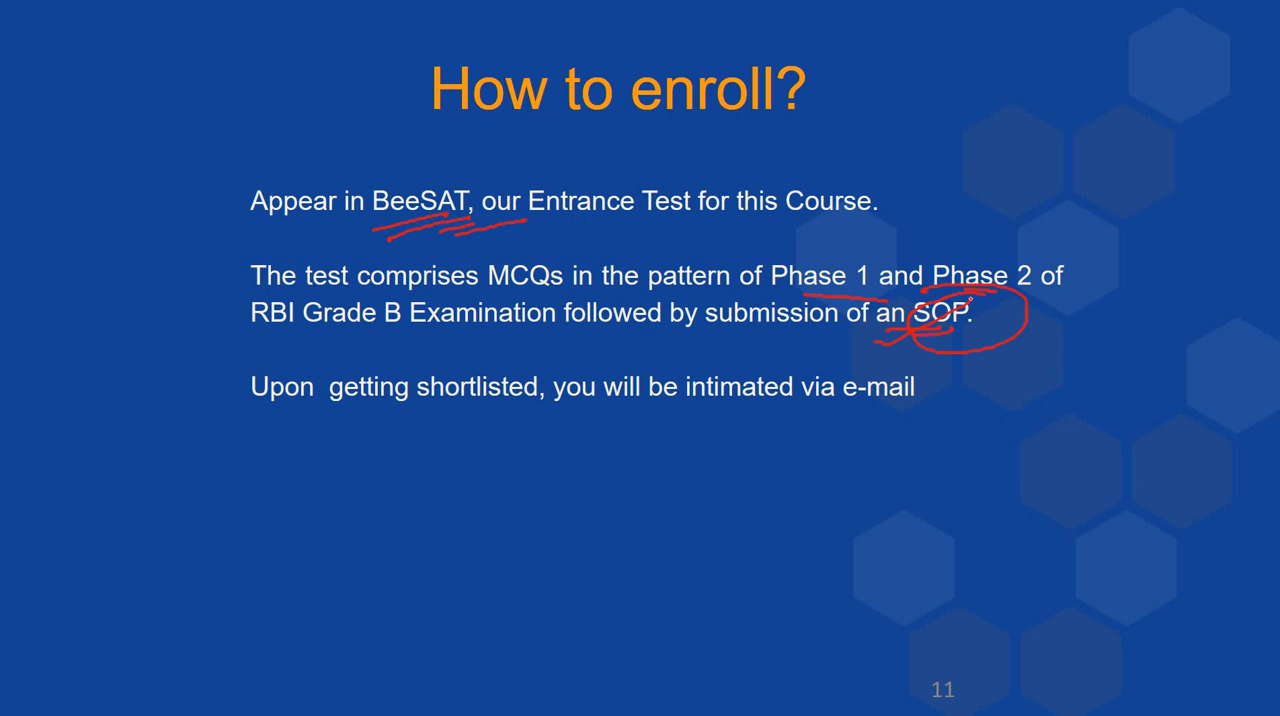 How to enroll?
Appear in BeeSAT, our Entrance Test for this Course.
The test comprises MCQs in the pattern of Phase 1 and Phase 2 of
RBI Grade B Examination followed by submission of an SOP.
Upon getting shortlisted, you will be intimated via e-mail
11